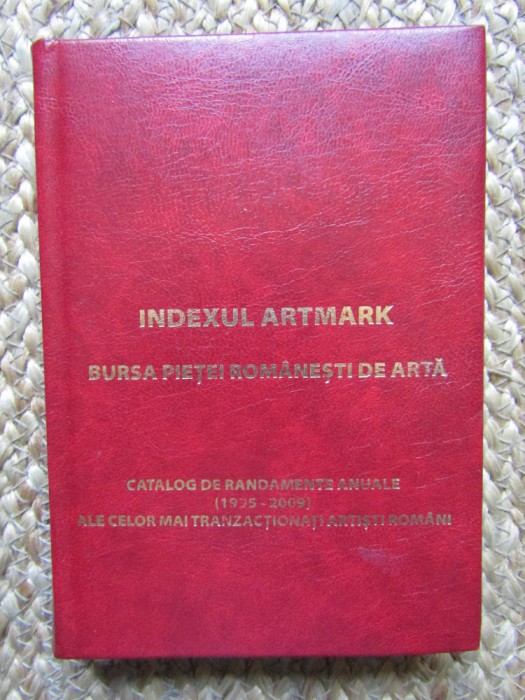 INDEXUL ARTMARK
BURSA PIEȚEI ROMÂNEȘTI DE ARTĂ
CATALOG DE RANDAMENTE ANUALE
(1995 - 2009)
ALE CELOR MAI TRANZACȚIONAȚI ARTIȘTI ROMÂNI